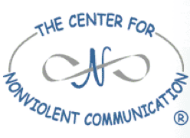 THE CENTER FOR
N
NONVIOLENT COMMUNICATION
®